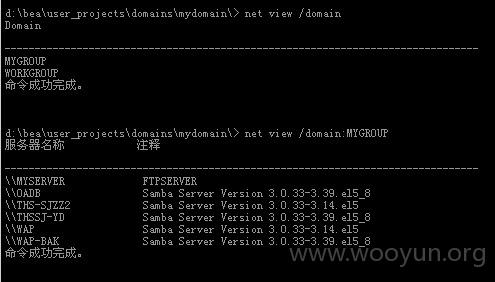 d:\bea\user_projects\domains\mydomain\> net view /domain
Domain
-------------------------------------------------------------------------------
MYGROUP
WORKGROUP
命令成功完成。
d:\bea\user_projects\domains\mydomain\> net view /domain:MYGROUP
服务器名称 注释
-------------------------------------------------------------------------------
\\MYSERVER FTPSERVER
\\OADB Samba Server Version 3.0.33-3.39.el5_8
\\THS-SJZZ2 Samba Server Version 3.0.33-3.14.el5
\\THSSJ-YD Samba Server Version 3.0.33-3.39.el5_8
\\WAP Samba Server Version 3.0.33-3.14.el5
\\WAP-BAK Samba Server Version 3.0.33-3.39.el5_8
命令成功完成。
www.wooyun.org